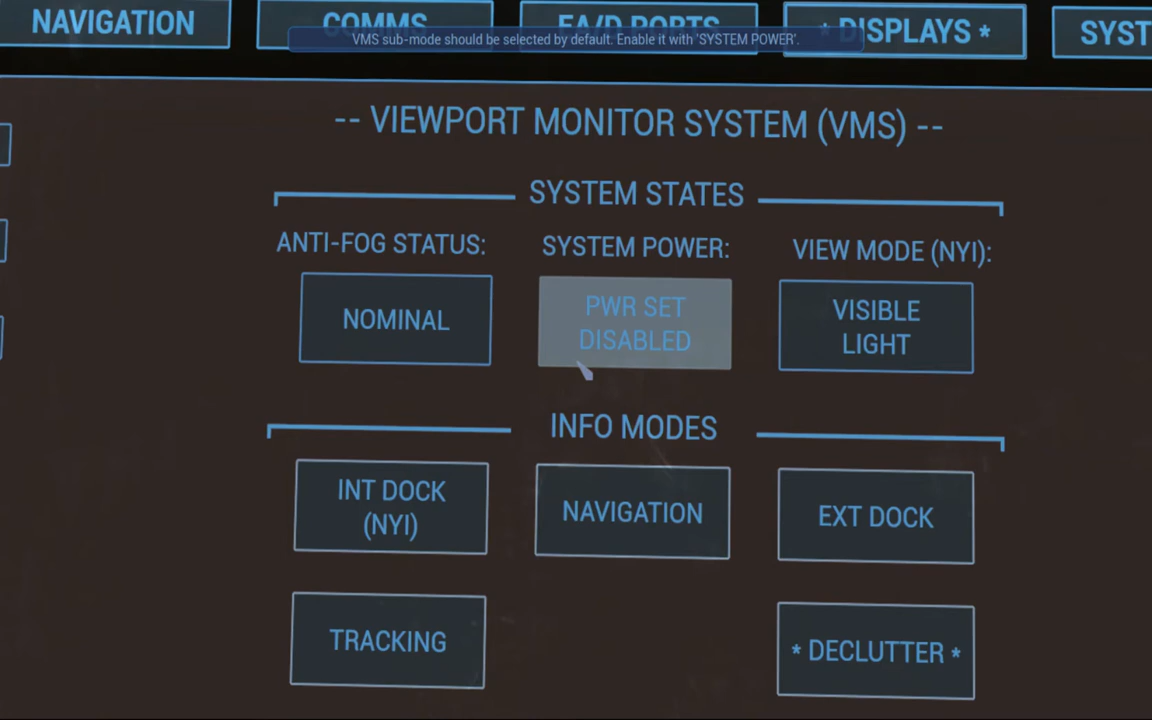 NAVIGATION
COMMS
EA/D PORTS
* DISPLAYS *
SYST
VMS sub-mode should be selected by default. Enable it with 'SYSTEM POWER'.
-- VIEWPORT MONITOR SYSTEM (VMS) --
SYSTEM STATES
ANTI-FOG STATUS:
SYSTEM POWER:
VIEW MODE (NYI):
NOMINAL
PWR SET
DISABLED
VISIBLE
LIGHT
INFO MODES
INT DOCK
(NYI)
NAVIGATION
EXT DOCK
TRACKING
* DECLUTTER *